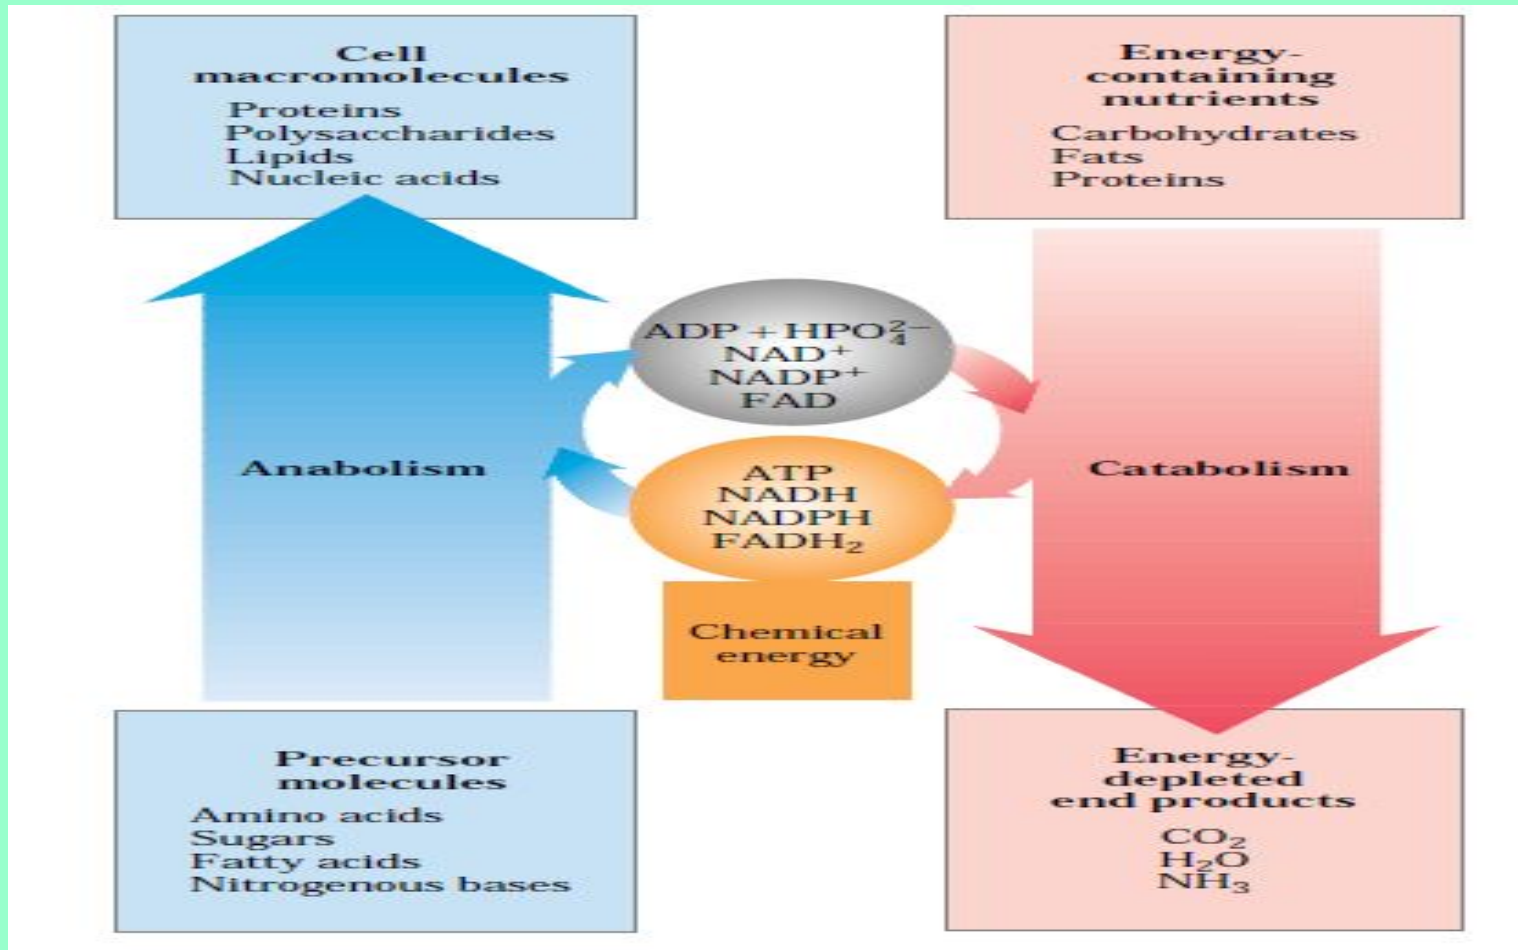 Cell
macromolecules
Proteins
Polysaccharides
Lipids
Nucleic acids
Energy-
containing
nutrients
Carbohydrates
Fats
Proteins
ADP + HPO₄²⁻
NAD⁺
NADP⁺
FAD
Anabolism
ATP
NADH
NADPH
FADH₂
Catabolism
Chemical
energy
Precursor
molecules
Amino acids
Sugars
Fatty acids
Nitrogenous bases
Energy-
depleted
end products
CO₂
H₂O
NH₃